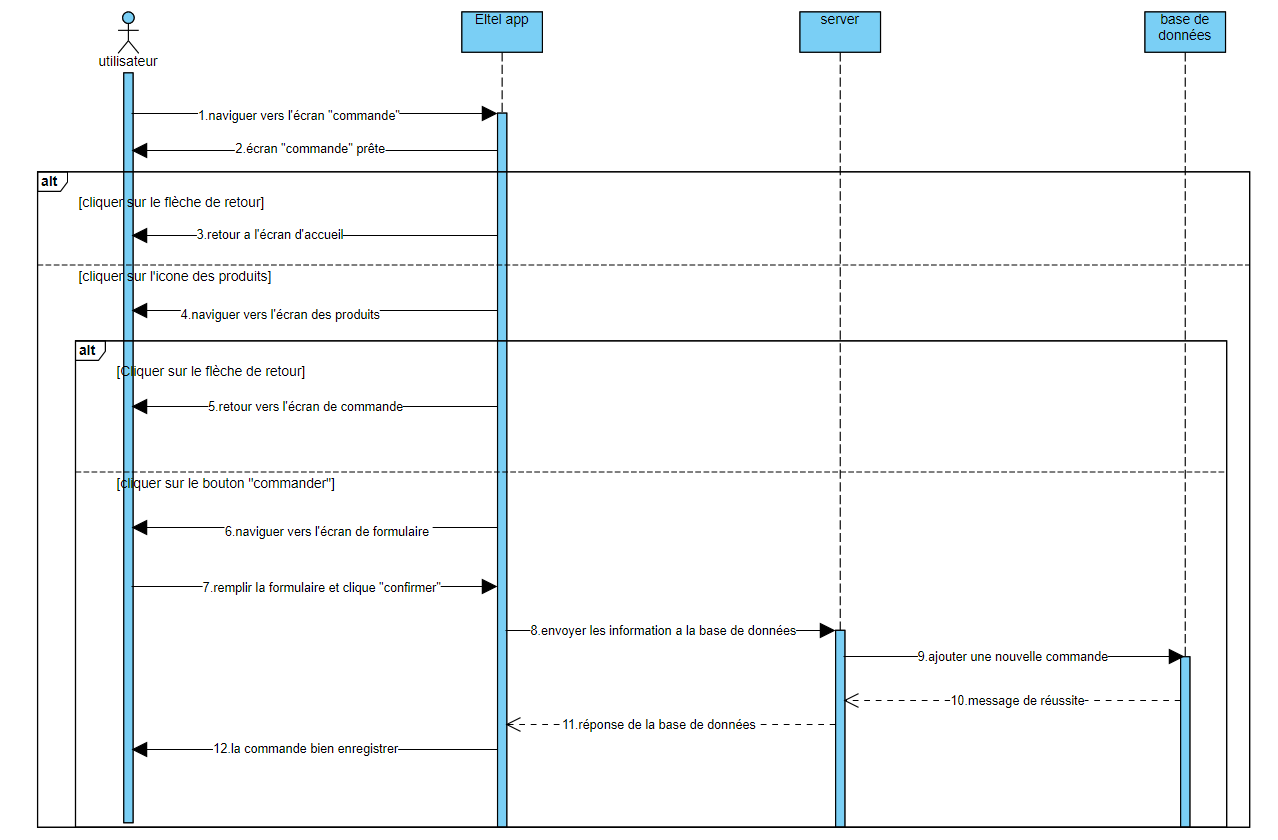 utilisateur
Eltel app
server
base de
données
1.naviguer vers l'écran "commande"
2.écran "commande" prête
alt
[cliquer sur le flèche de retour]
3.retour a l'écran d'accueil
[cliquer sur l'icone des produits]
4.naviguer vers l'écran des produits
alt
[Cliquer sur le flèche de retour]
5.retour vers l'écran de commande
[cliquer sur le bouton "commander"]
6.naviguer vers l'écran de formulaire
7.remplir la formulaire et clique "confirmer"
8.envoyer les information a la base de données
9.ajouter une nouvelle commande
10.message de réussite
11.réponse de la base de données
12.la commande bien enregistrer